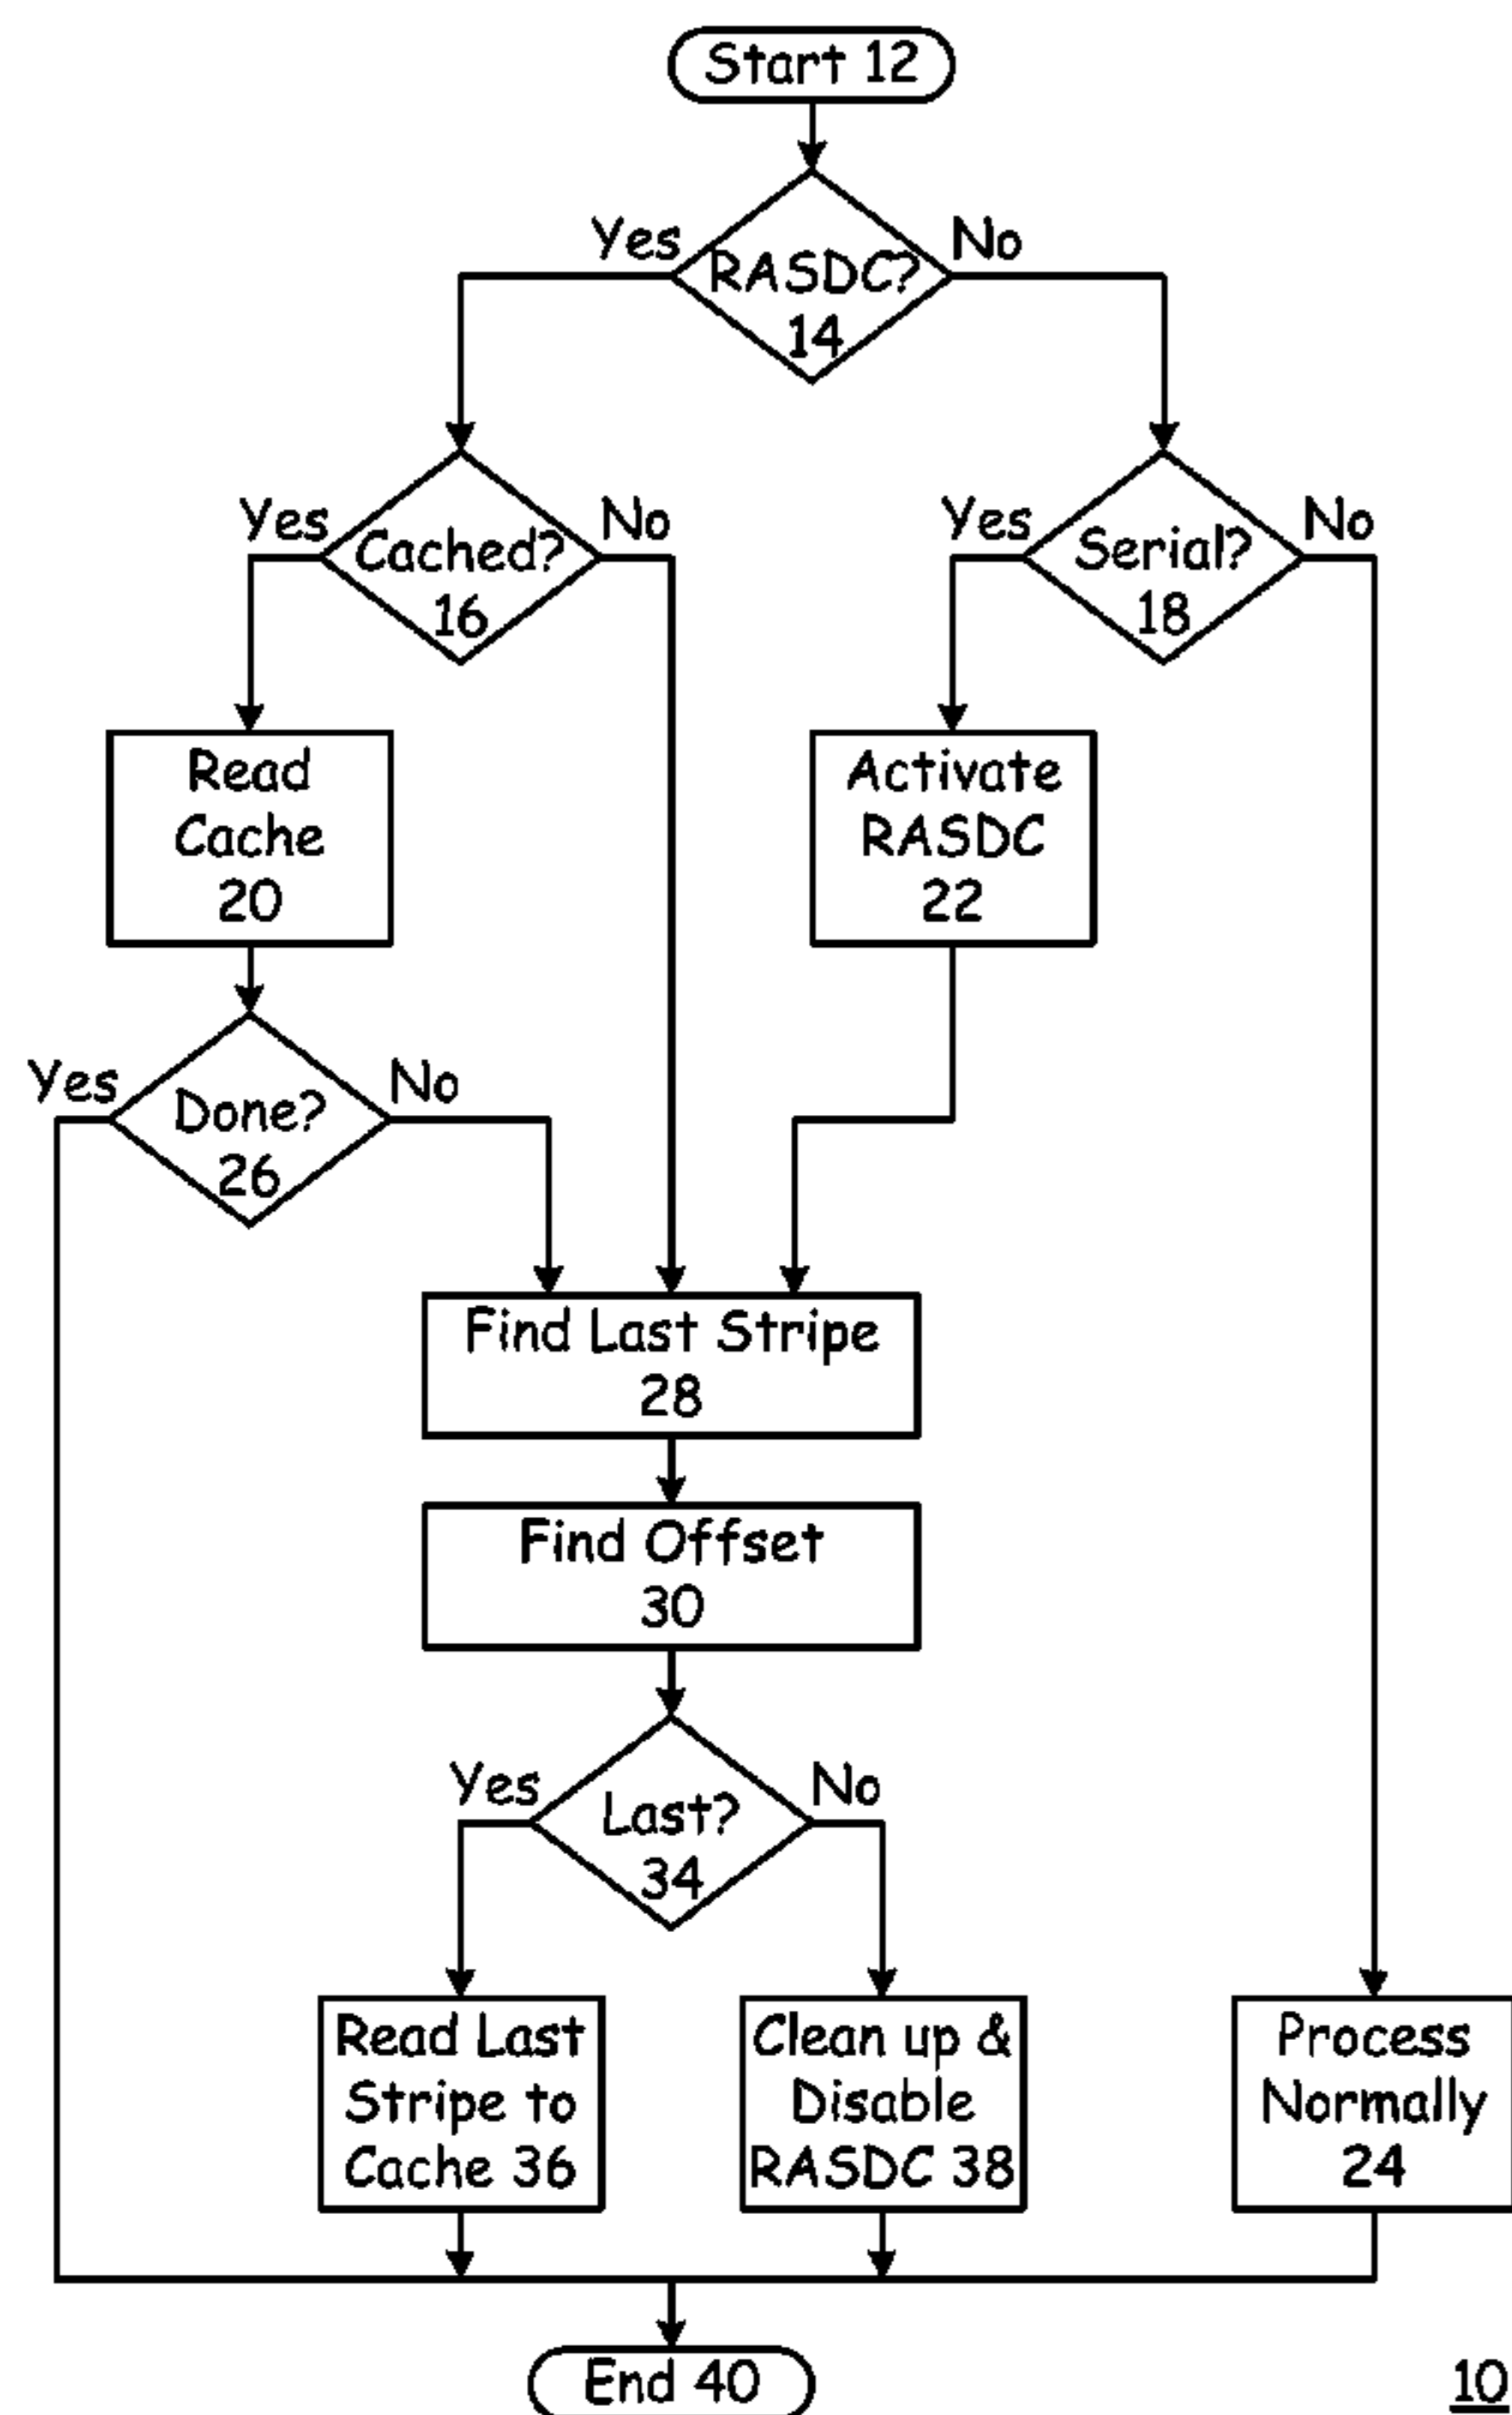 Start 12
Yes
No
RASDC?
14
Yes
No
Cached?
16
Yes
No
Serial?
18
Read
Cache
20
Activate
RASDC
22
Yes
No
Done?
26
Find Last Stripe
28
Find Offset
30
Yes
No
Last?
34
Read Last
Stripe to
Cache 36
Clean up &
Disable
RASDC 38
Process
Normally
24
End 40
10